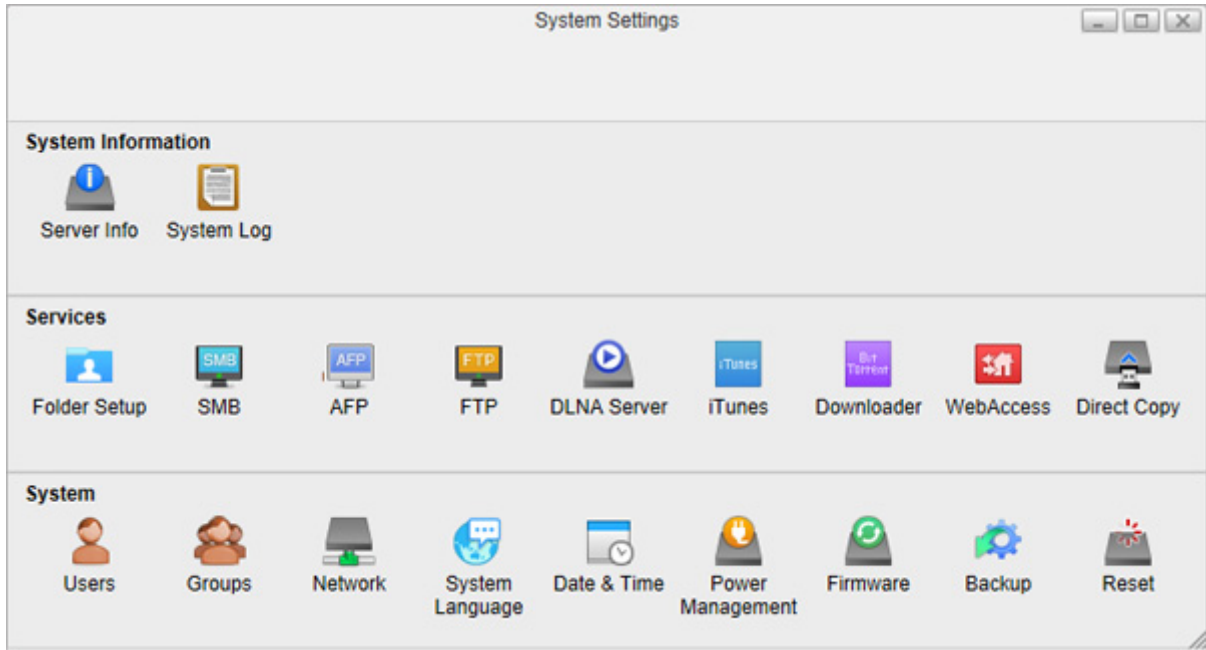 System Settings
System Information
Server Info System Log
Services
SMB AFP FTP iTunes Bit Torrent
Folder Setup SMB AFP FTP DLNA Server iTunes Downloader WebAccess Direct Copy
System
Users Groups Network System Language Date & Time Power Management Firmware Backup Reset